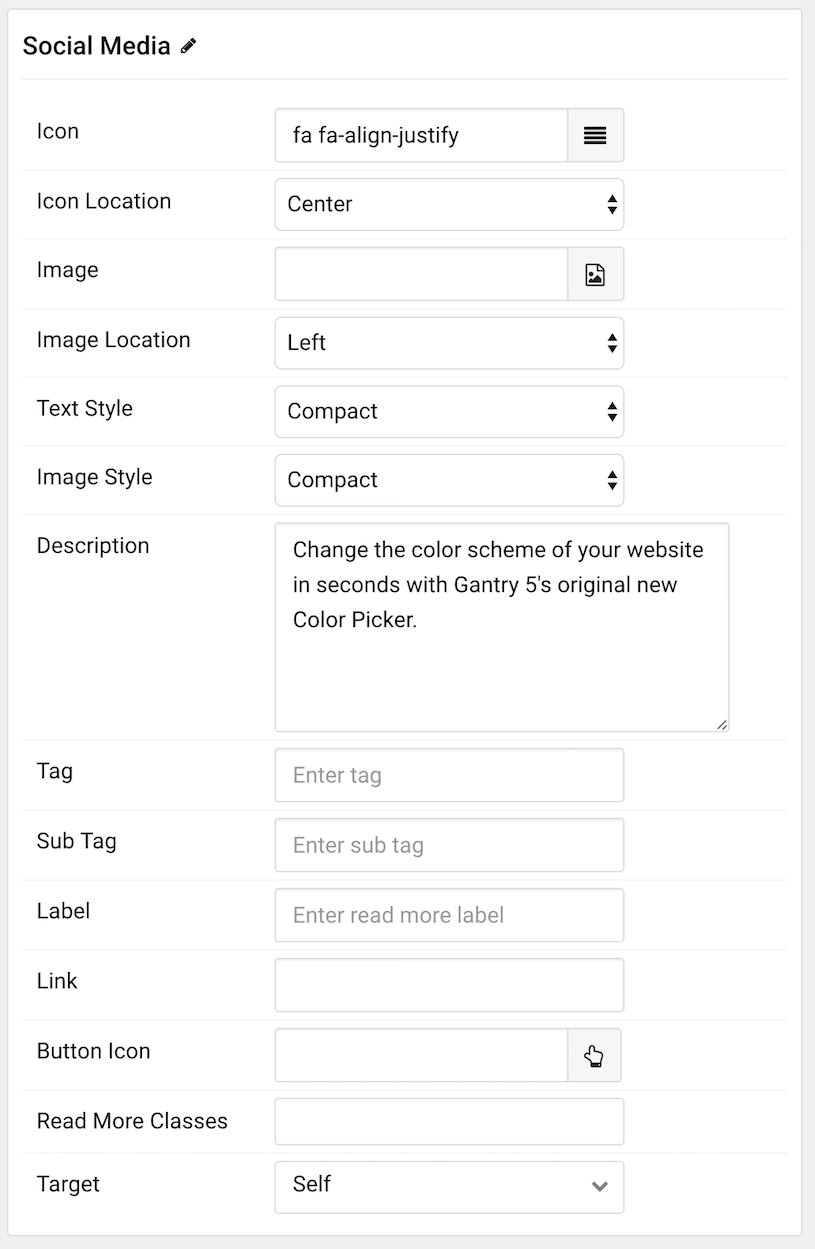 Social Media
Icon
fa fa-align-justify
Icon Location
Center
Image
Image Location
Left
Text Style
Compact
Image Style
Compact
Description
Change the color scheme of your website
in seconds with Gantry 5's original new
Color Picker.
Tag
Enter tag
Sub Tag
Enter sub tag
Label
Enter read more label
Link
Button Icon
Read More Classes
Target
Self